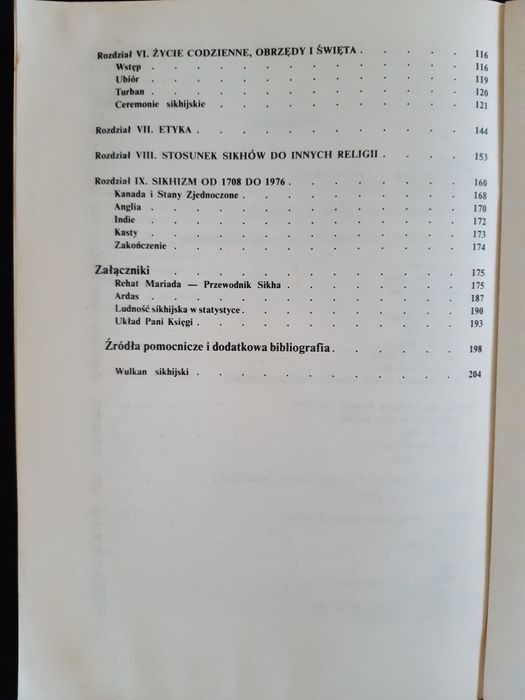 Rozdział VI. ŻYCIE CODZIENNE, OBRZĘDY I ŚWIĘTA . . . . . 116
Wstęp . . . . . . . . . . . . . 116
Ubiór . . . . . . . . . . . . . 119
Turban . . . . . . . . . . . . . 120
Ceremonie sikhijskie . . . . . . . . . . . 121
Rozdział VII. ETYKA . . . . . . . . . . . 144
Rozdział VIII. STOSUNEK SIKHÓW DO INNYCH RELIGII . . . . 153
Rozdział IX. SIKHIZM OD 1708 DO 1976 . . . . . . . 160
Kanada i Stany Zjednoczone . . . . . . . . . 168
Anglia . . . . . . . . . . . . . 170
Indie . . . . . . . . . . . . . 172
Kasty . . . . . . . . . . . . . 173
Zakończenie . . . . . . . . . . . . 174
Załączniki . . . . . . . . . . . . 175
Rehat Mariada — Przewodnik Sikha . . . . . . . 175
Ardas . . . . . . . . . . . . . 187
Ludność sikhijska w statystyce . . . . . . . . . 190
Układ Pani Księgi . . . . . . . . . . . 193
Źródła pomocnicze i dodatkowa bibliografia . . . . . . 198
Wulkan sikhijski . . . . . . . . . . . 204